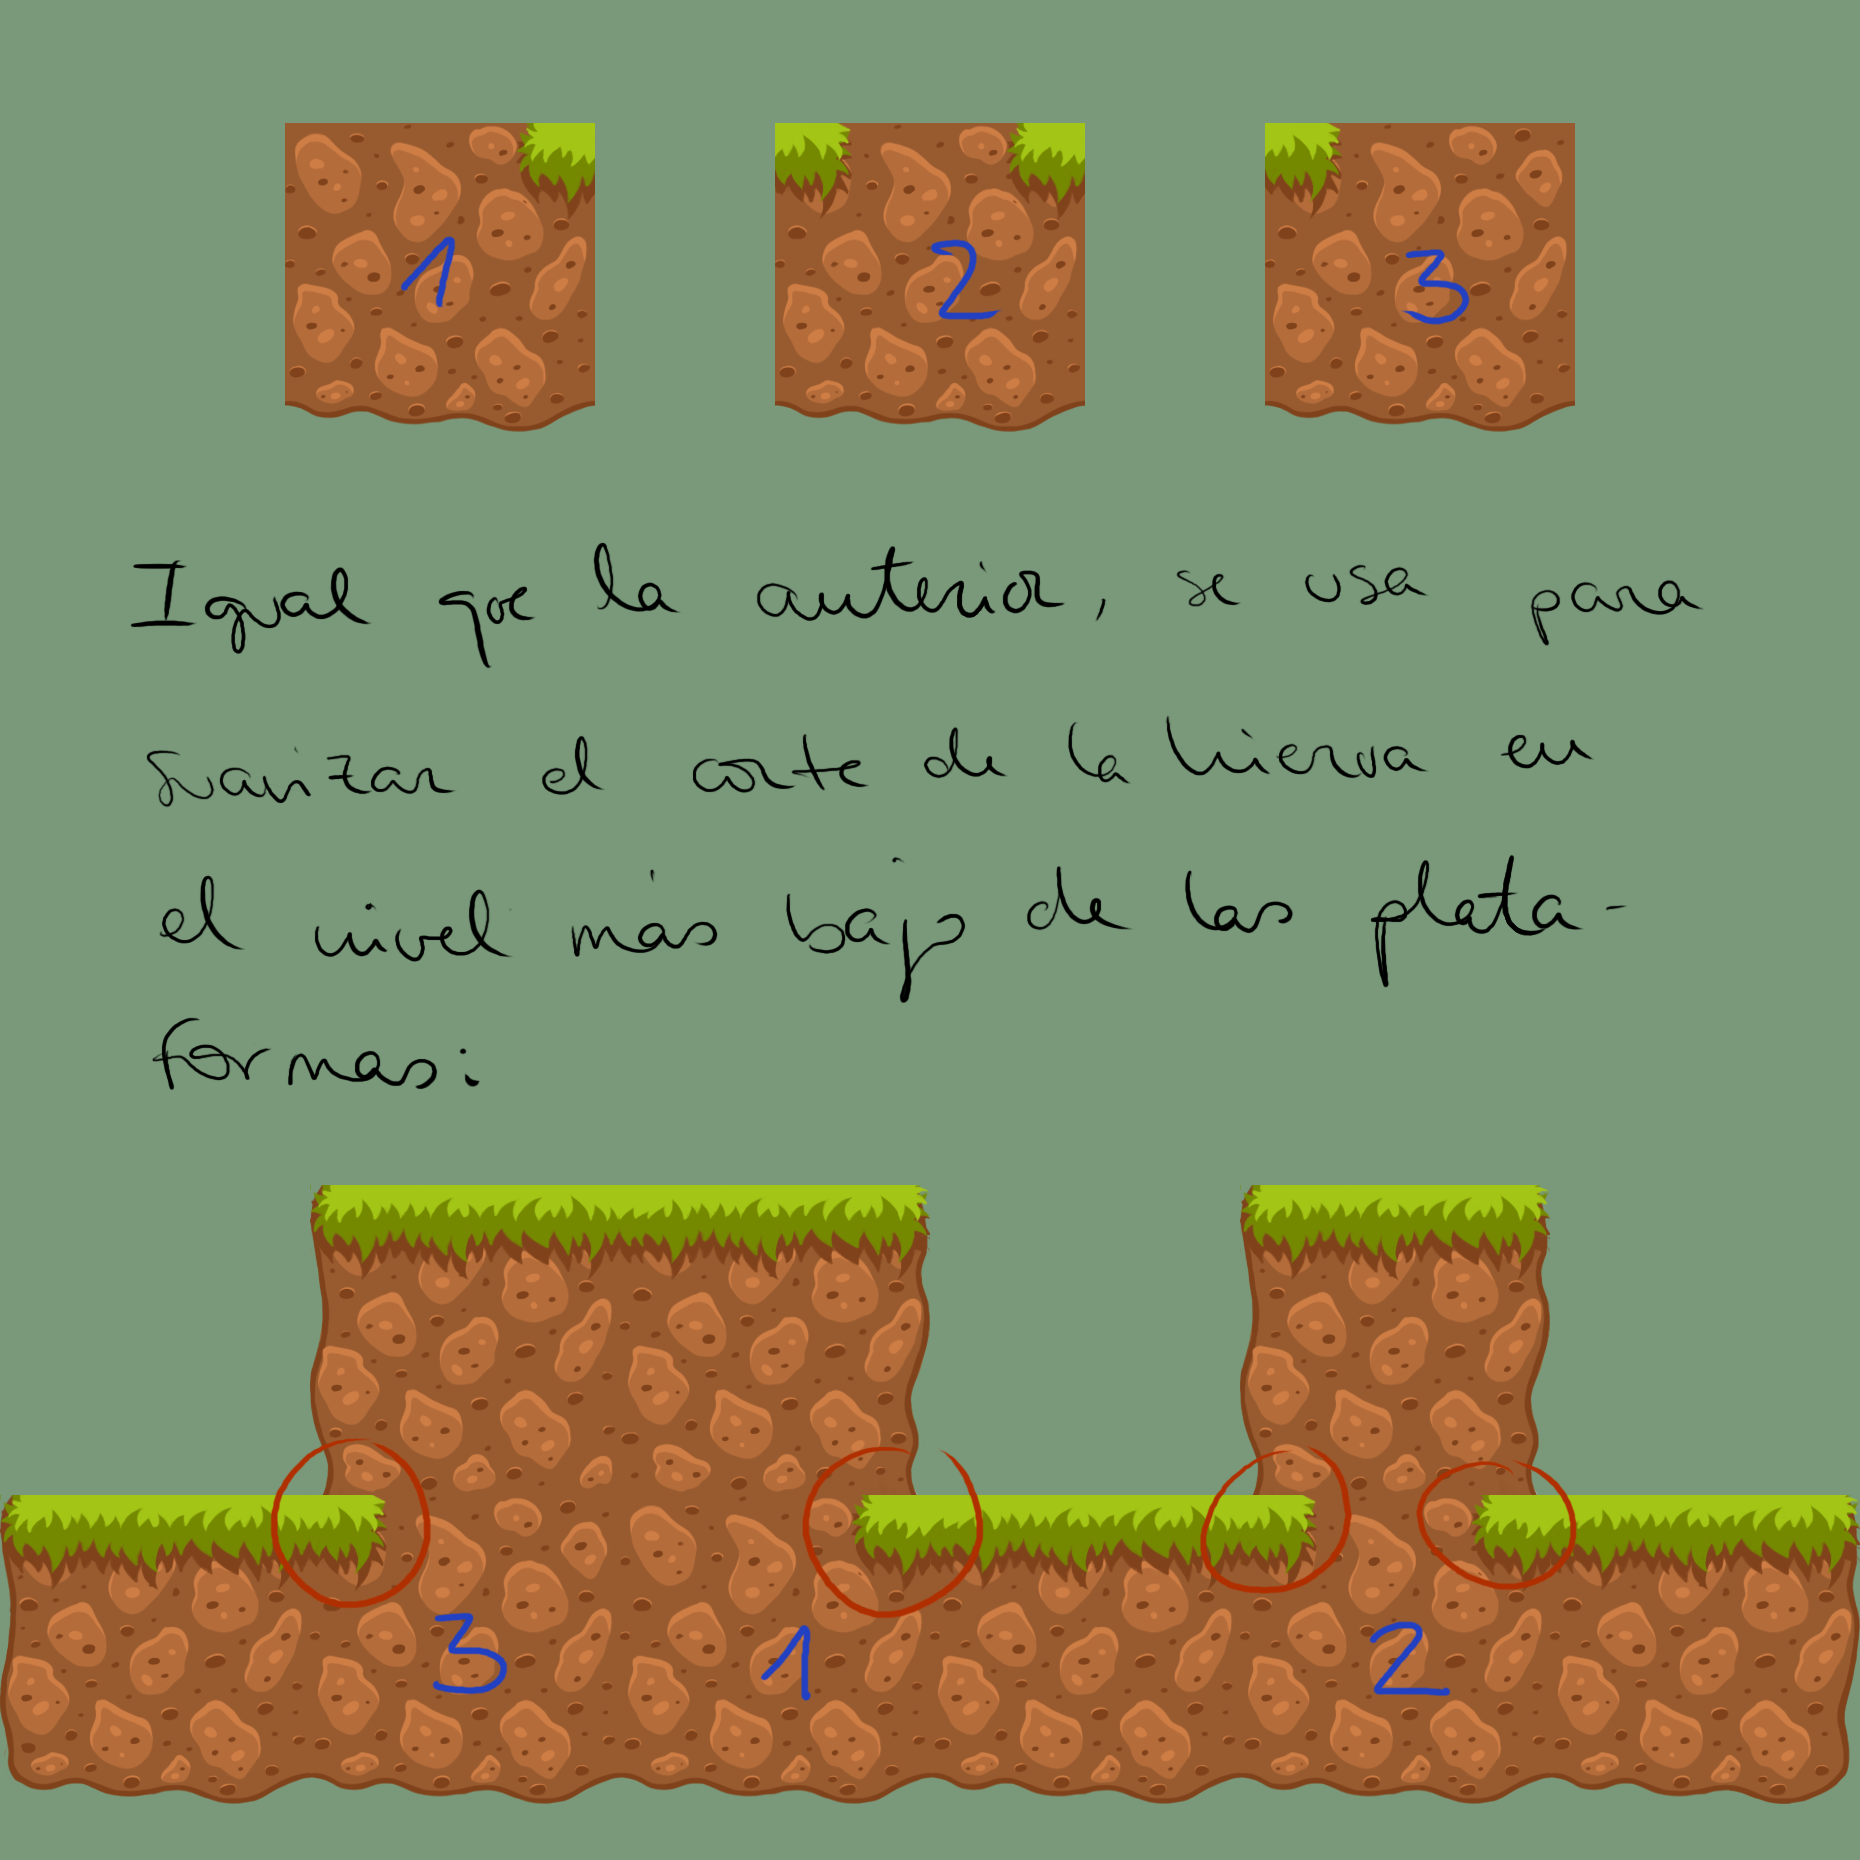 1 2 3
Igual que la anterior, se usa para
suavizar el corte de la hierva en
el nivel más bajo de las plata-
formas:
3 1 2